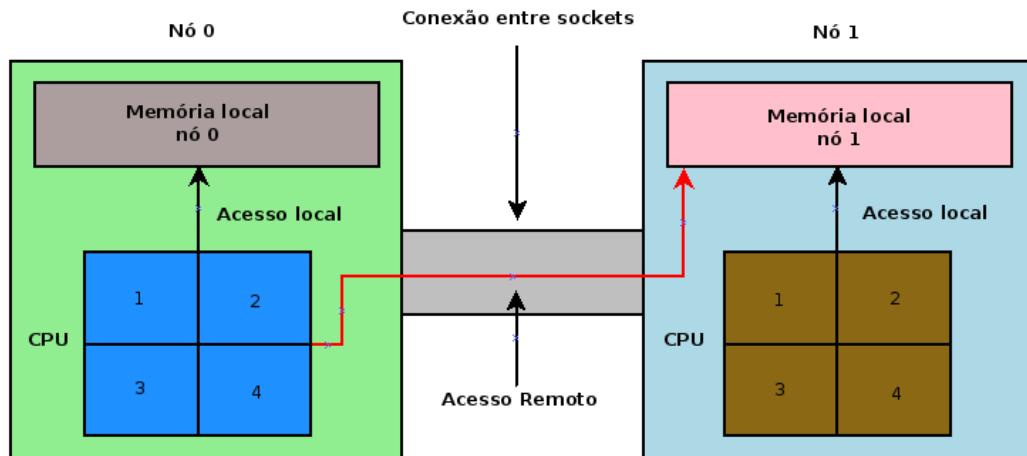 Conexão entre sockets
Nó 0
Nó 1
Memória local
nó 0
Memória local
nó 1
Acesso local
Acesso local
1
2
3
4
CPU
1
2
3
4
CPU
Acesso Remoto